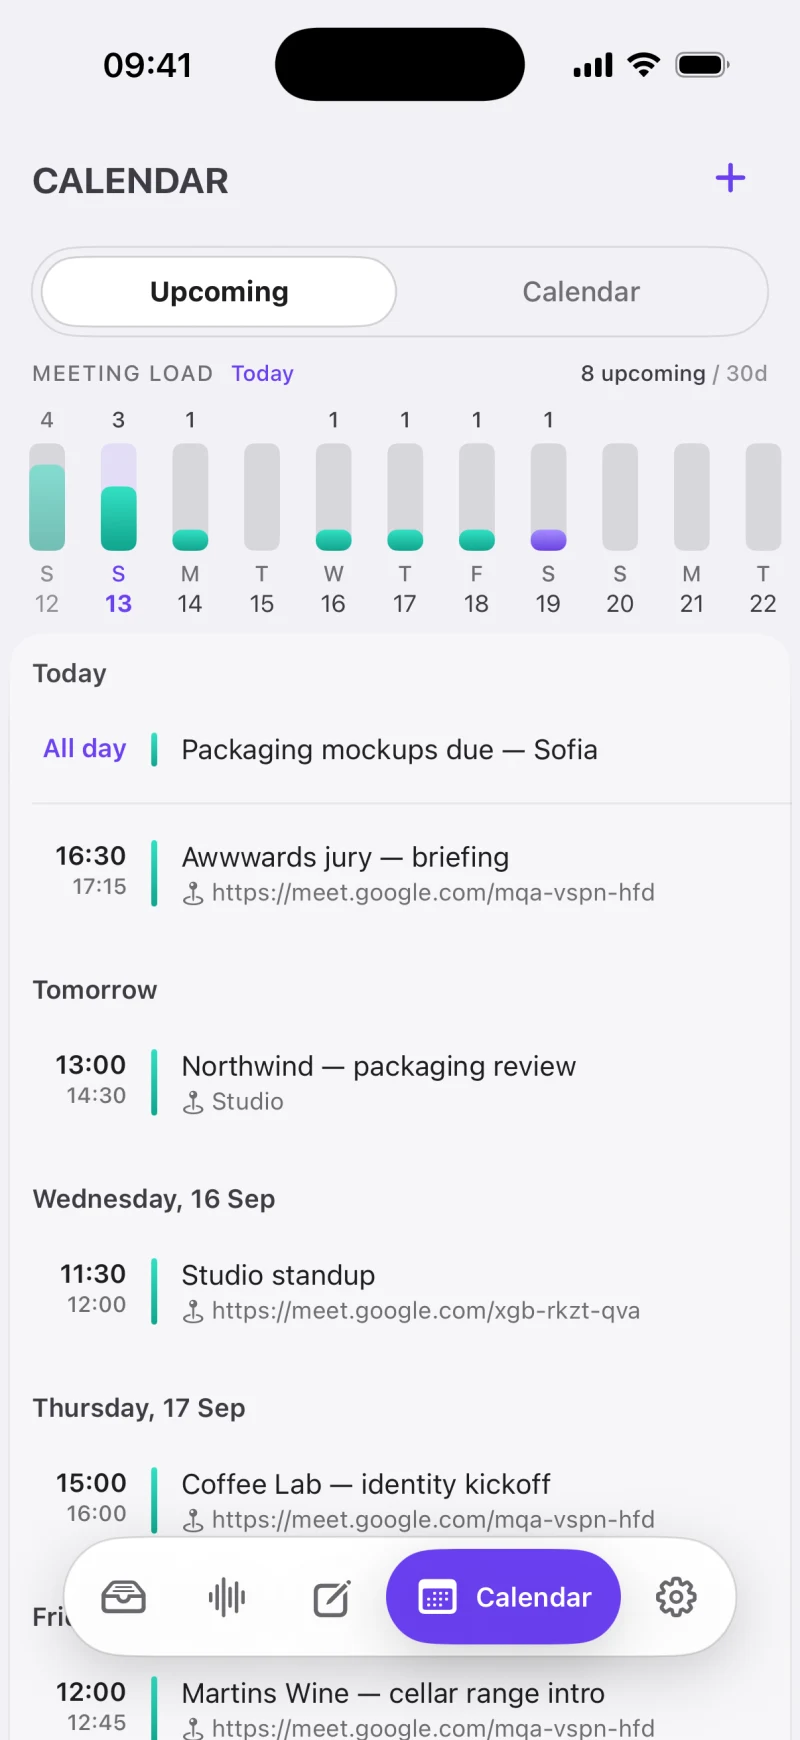 09:41
CALENDAR
Upcoming
Calendar
MEETING LOAD Today 8 upcoming / 30d
4 3 1 1 1 1 1
S S M T W T F S S M T
12 13 14 15 16 17 18 19 20 21 22
Today
All day Packaging mockups due — Sofia
16:30 Awwwards jury — briefing
17:15 https://meet.google.com/mqa-vspn-hfd
Tomorrow
13:00 Northwind — packaging review
14:30 Studio
Wednesday, 16 Sep
11:30 Studio standup
12:00 https://meet.google.com/xgb-rkzt-qva
Thursday, 17 Sep
15:00 Coffee Lab — identity kickoff
16:00 https://meet.google.com/mqa-vspn-hfd
Calendar
12:00 Martins Wine — cellar range intro
12:45 https://meet.google.com/mqa-vspn-hfd